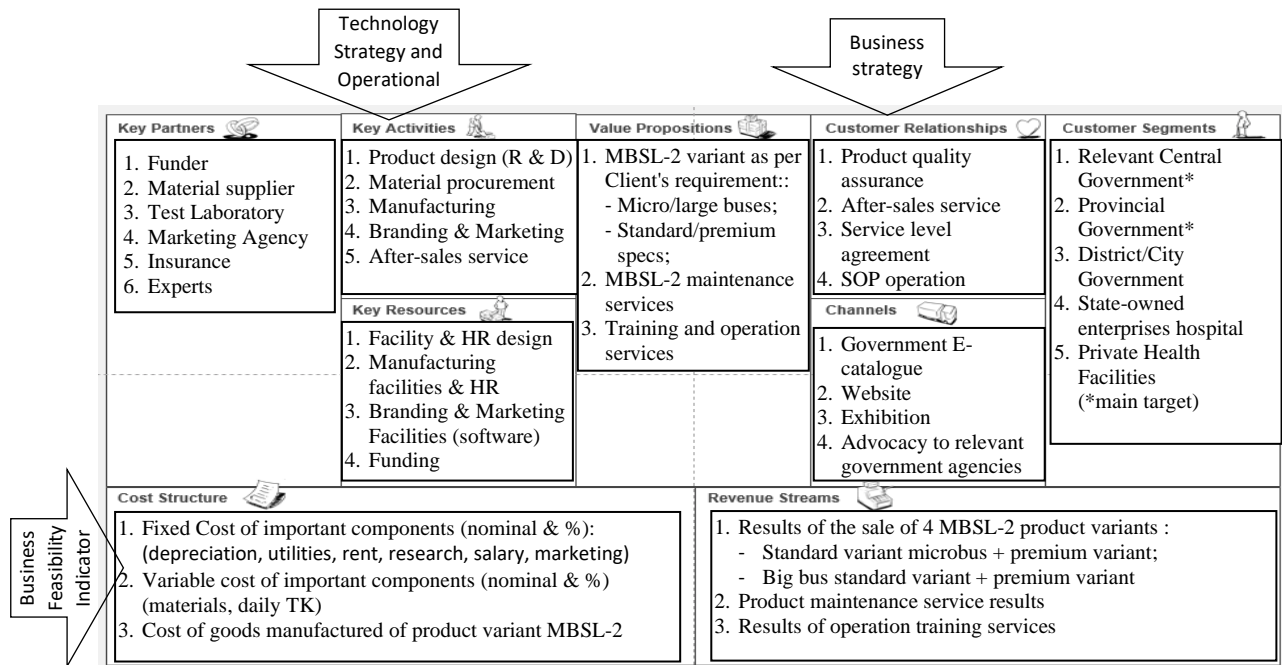 Technology
Strategy and
Operational
Business
strategy
Key Partners
1. Funder
2. Material supplier
3. Test Laboratory
4. Marketing Agency
5. Insurance
6. Experts
Key Activities
1. Product design (R & D)
2. Material procurement
3. Manufacturing
4. Branding & Marketing
5. After-sales service
Key Resources
1. Facility & HR design
2. Manufacturing
facilities & HR
3. Branding & Marketing
Facilities (software)
4. Funding
Value Propositions
1. MBSL-2 variant as per
Client's requirement::
- Micro/large buses;
- Standard/premium
specs;
2. MBSL-2 maintenance
services
3. Training and operation
services
Customer Relationships
1. Product quality
assurance
2. After-sales service
3. Service level
agreement
4. SOP operation
Channels
1. Government E-
catalogue
2. Website
3. Exhibition
4. Advocacy to relevant
government agencies
Customer Segments
1. Relevant Central
Government*
2. Provincial
Government*
3. District/City
Government
4. State-owned
enterprises hospital
5. Private Health
Facilities
(*main target)
Business
Feasibility
Indicator
Cost Structure
1. Fixed Cost of important components (nominal & %):
(depreciation, utilities, rent, research, salary, marketing)
2. Variable cost of important components (nominal & %)
(materials, daily TK)
3. Cost of goods manufactured of product variant MBSL-2
Revenue Streams
1. Results of the sale of 4 MBSL-2 product variants :
- Standard variant microbus + premium variant;
- Big bus standard variant + premium variant
2. Product maintenance service results
3. Results of operation training services